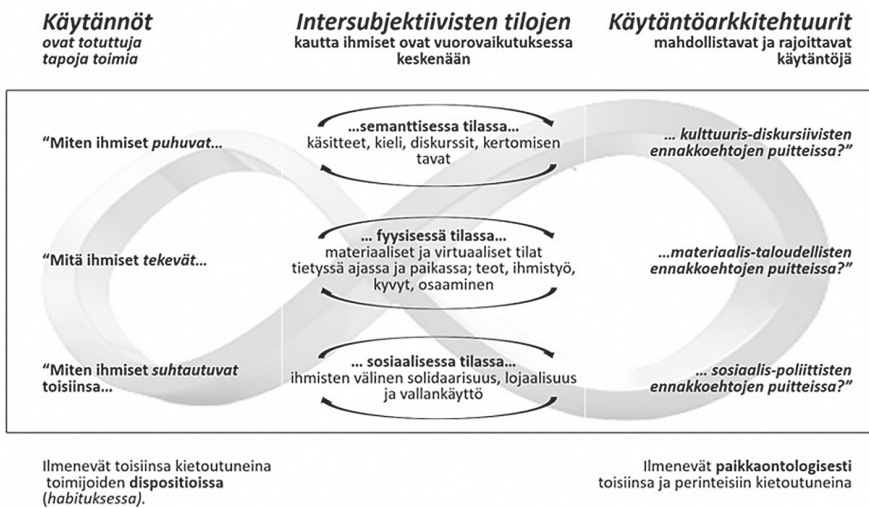 Käytännöt
ovat totuttuja
tapoja toimia
Intersubjektiivisten tilojen
kautta ihmiset ovat vuorovaikutuksessa
keskenään
Käytäntöarkkitehtuurit
mahdollistavat ja rajoittavat
käytäntöjä
“Miten ihmiset puhuvat...
...semanttisessa tilassa...
käsitteet, kieli, diskurssit, kertomisen
tavat
... kulttuuris-diskursiivisten
ennakkoehtojen puitteissa?”
“Mitä ihmiset tekevät...
... fyysisessä tilassa...
materiaaliset ja virtuaaliset tilat
tietyssä ajassa ja paikassa; teot, ihmistyö,
kyvyt, osaaminen
...materiaalis-taloudellisten
ennakkoehtojen puitteissa?”
“Miten ihmiset suhtautuvat
toisiinsa...
... sosiaalisessa tilassa...
ihmisten välinen solidaarisuus, lojaalisuus
ja vallankäyttö
... sosiaalis-poliittisten
ennakkoehtojen puitteissa?”
Ilmenevät toisiinsa kietoutuneina
toimijoiden dispositioissa
(habituksessa).
Ilmenevät paikkaontologisesti
toisiinsa ja perinteisiin kietoutuneina